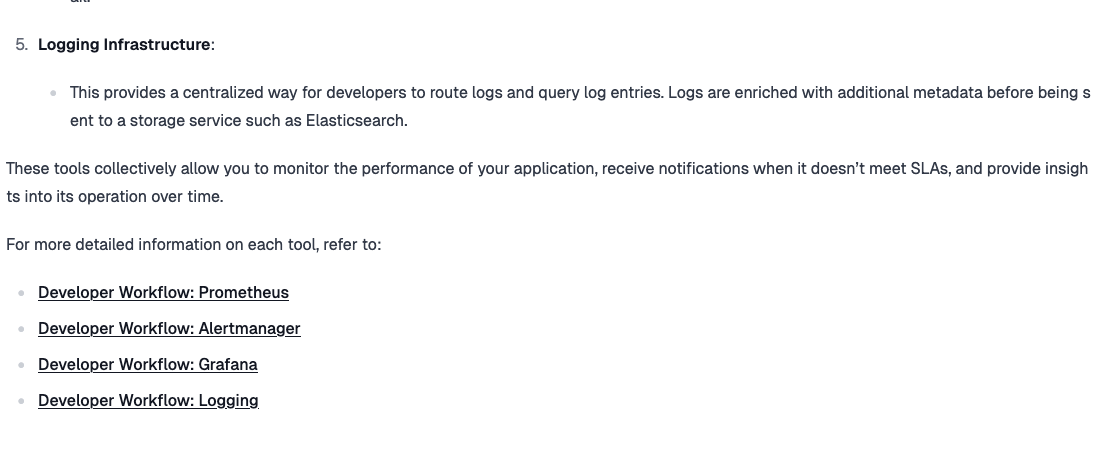 5. Logging Infrastructure:
This provides a centralized way for developers to route logs and query log entries. Logs are enriched with additional metadata before being s
ent to a storage service such as Elasticsearch.
These tools collectively allow you to monitor the performance of your application, receive notifications when it doesn’t meet SLAs, and provide insigh
ts into its operation over time.
For more detailed information on each tool, refer to:
Developer Workflow: Prometheus
Developer Workflow: Alertmanager
Developer Workflow: Grafana
Developer Workflow: Logging